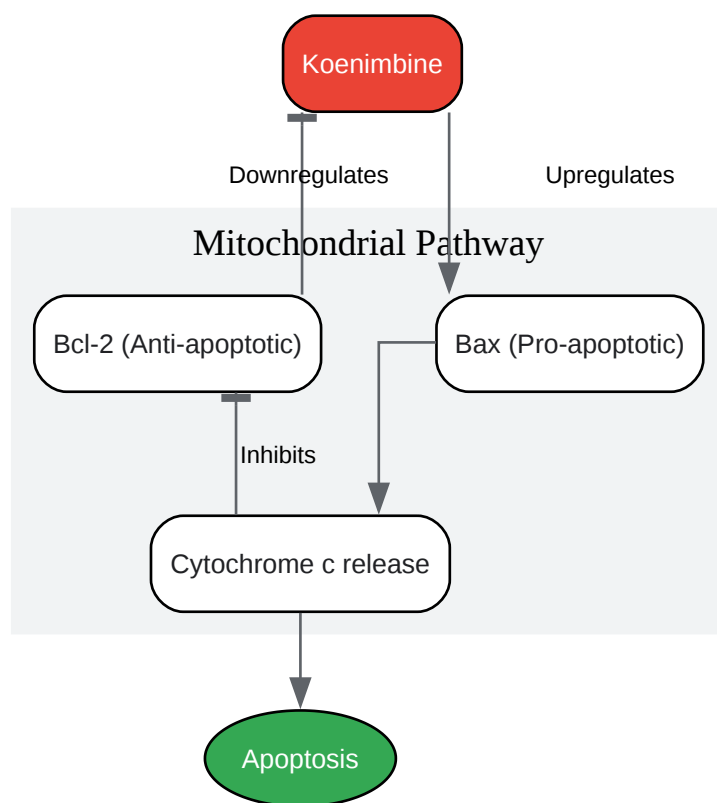 Koenimbine
Downregulates
Upregulates
Mitochondrial Pathway
Bcl-2 (Anti-apoptotic)
Bax (Pro-apoptotic)
Inhibits
Cytochrome c release
Apoptosis